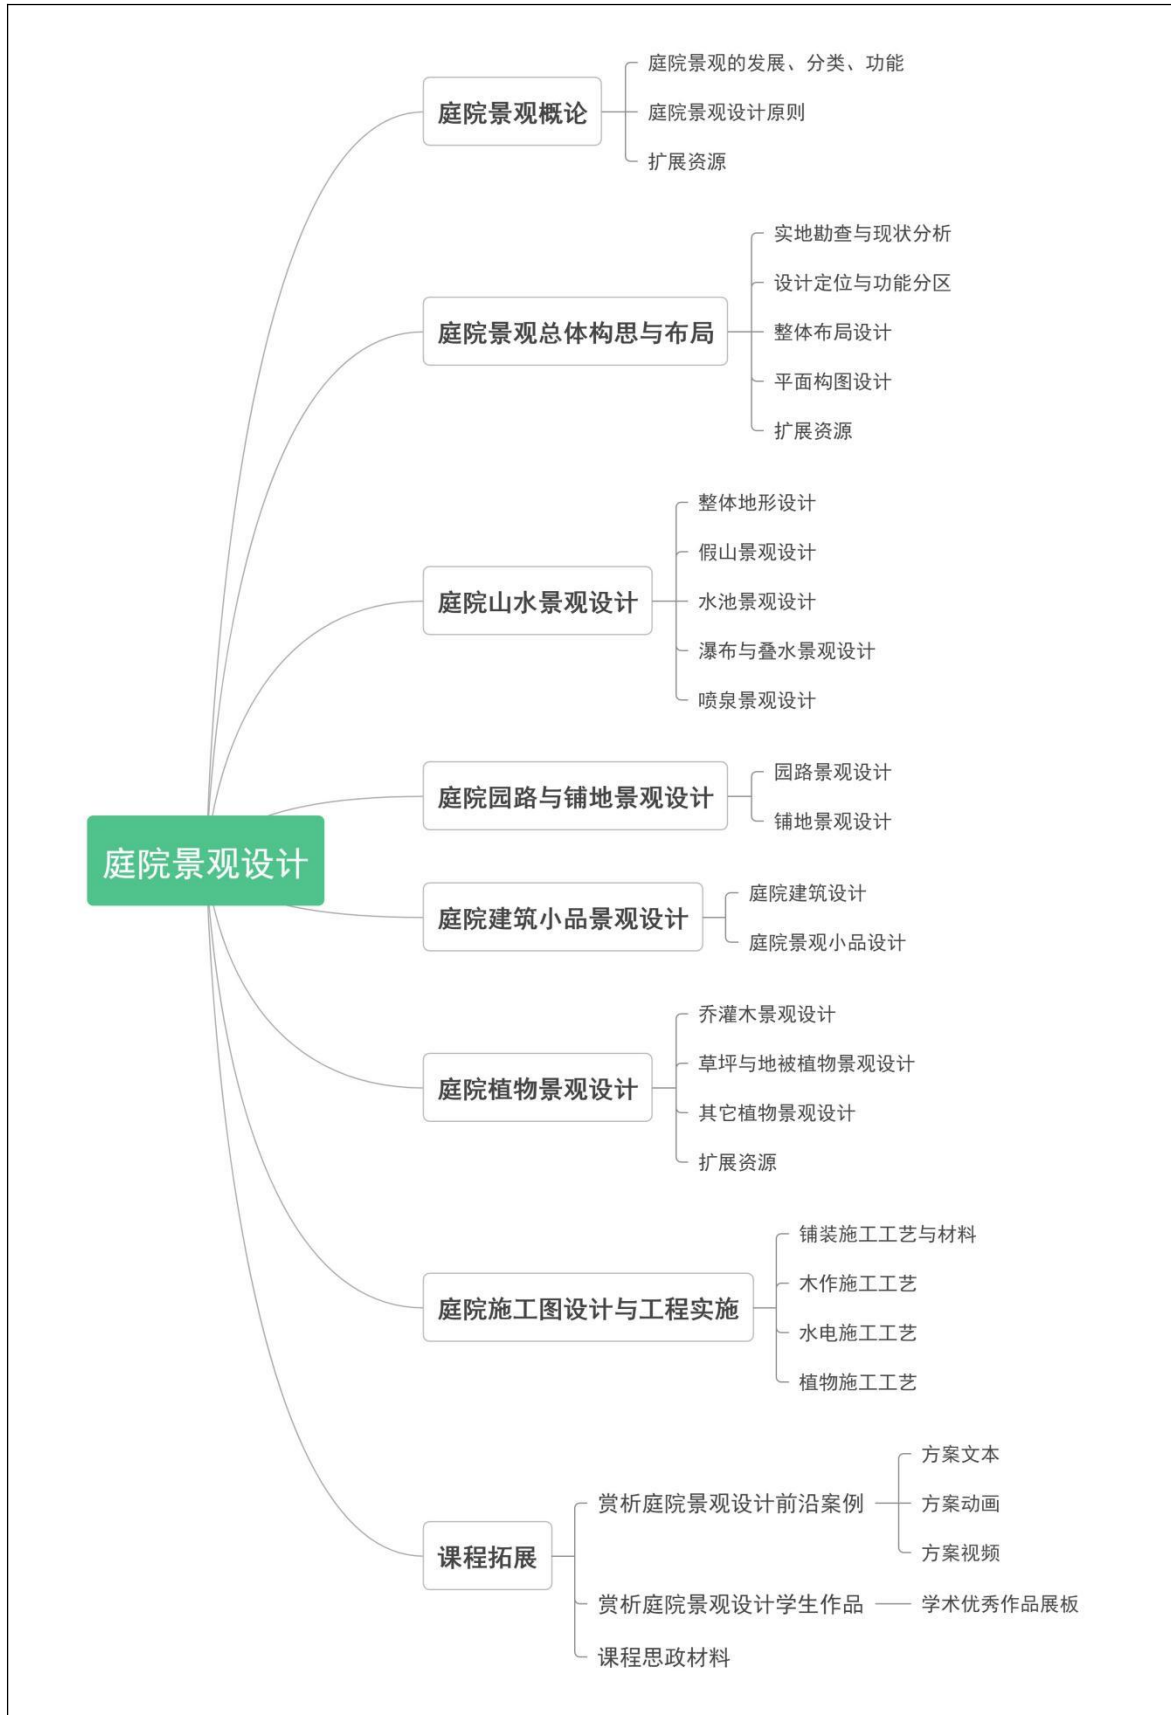 庭院景观设计
庭院景观概论
庭院景观的发展、分类、功能
庭院景观设计原则
扩展资源
庭院景观总体构思与布局
实地勘查与现状分析
设计定位与功能分区
整体布局设计
平面构图设计
扩展资源
庭院山水景观设计
整体地形设计
假山景观设计
水池景观设计
瀑布与叠水景观设计
喷泉景观设计
庭院园路与铺地景观设计
园路景观设计
铺地景观设计
庭院建筑小品景观设计
庭院建筑设计
庭院景观小品设计
庭院植物景观设计
乔灌木景观设计
草坪与地被植物景观设计
其它植物景观设计
扩展资源
庭院施工图设计与工程实施
铺装施工工艺与材料
木作施工工艺
水电施工工艺
植物施工工艺
课程拓展
赏析庭院景观设计前沿案例
方案文本
方案动画
方案视频
赏析庭院景观设计学生作品
学术优秀作品展板
课程思政材料